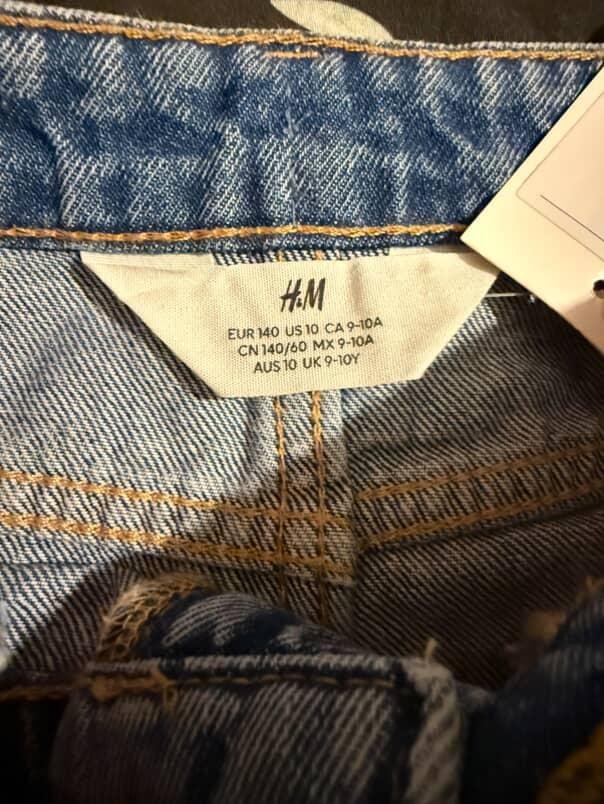 H&M
EUR 140 US 10 CA 9-10A
CN 140/60 MX 9-10A
AUS 10 UK 9-10Y